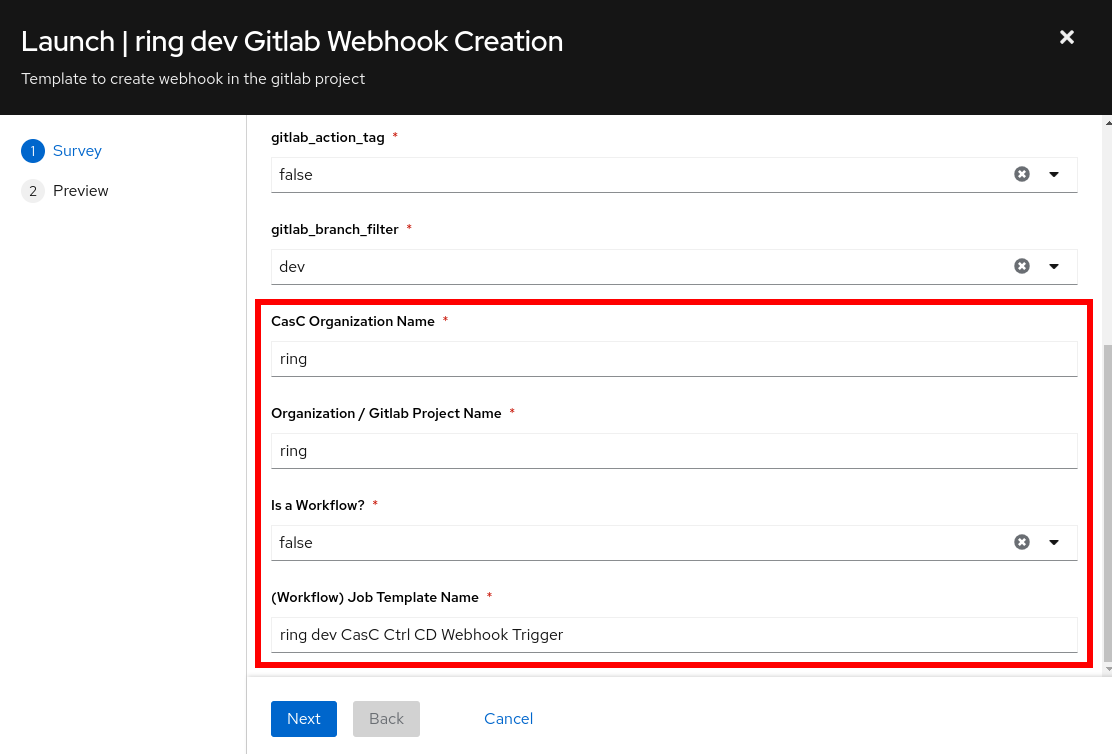 Launch | ring dev Gitlab Webhook Creation
Template to create webhook in the gitlab project
1 Survey
2 Preview
gitlab_action_tag *
false
gitlab_branch_filter *
dev
CasC Organization Name *
ring
Organization / Gitlab Project Name *
ring
Is a Workflow? *
false
(Workflow) Job Template Name *
ring dev CasC Ctrl CD Webhook Trigger
Next Back Cancel